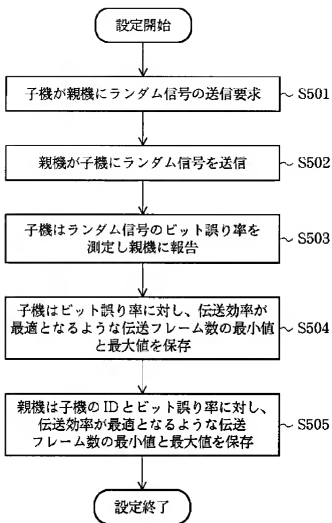 設定開始
子機が親機にランダム信号の送信要求
S501
親機が子機にランダム信号を送信
S502
子機はランダム信号のビット誤り率を
測定し親機に報告
S503
子機はビット誤り率に対し、伝送効率が
最適となるような伝送フレーム数の最小値
と最大値を保存
S504
親機は子機のIDとビット誤り率に対し、
伝送効率が最適となるような伝送
フレーム数の最小値と最大値を保存
S505
設定終了